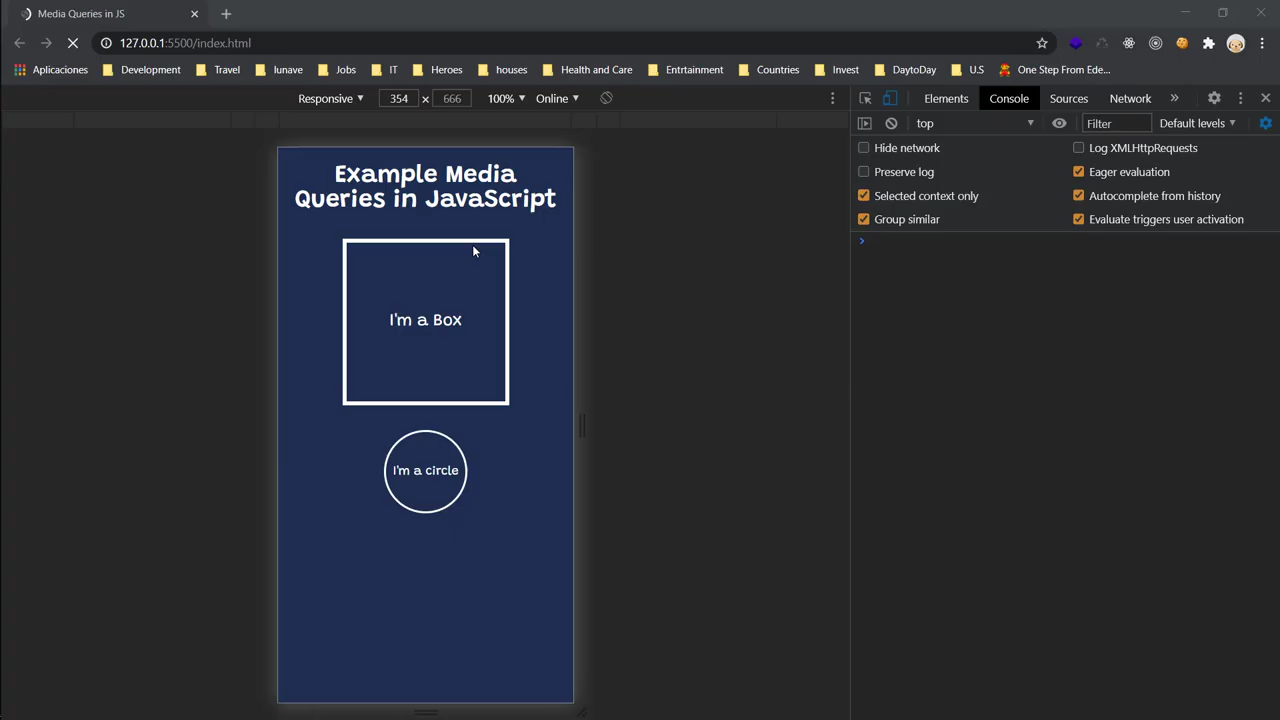 Media Queries in JS
127.0.0.1:5500/index.html
Aplicaciones Development Travel lunave Jobs IT Heroes houses Health and Care Entrtainment Countries Invest DaytoDay U.S One Step From Ede...
Responsive 354 x 666 100% Online
Elements Console Sources Network
top Filter Default levels
Hide network Log XMLHttpRequests
Preserve log Eager evaluation
Selected context only Autocomplete from history
Group similar Evaluate triggers user activation
Example Media
Queries in JavaScript
I'm a Box
I'm a circle